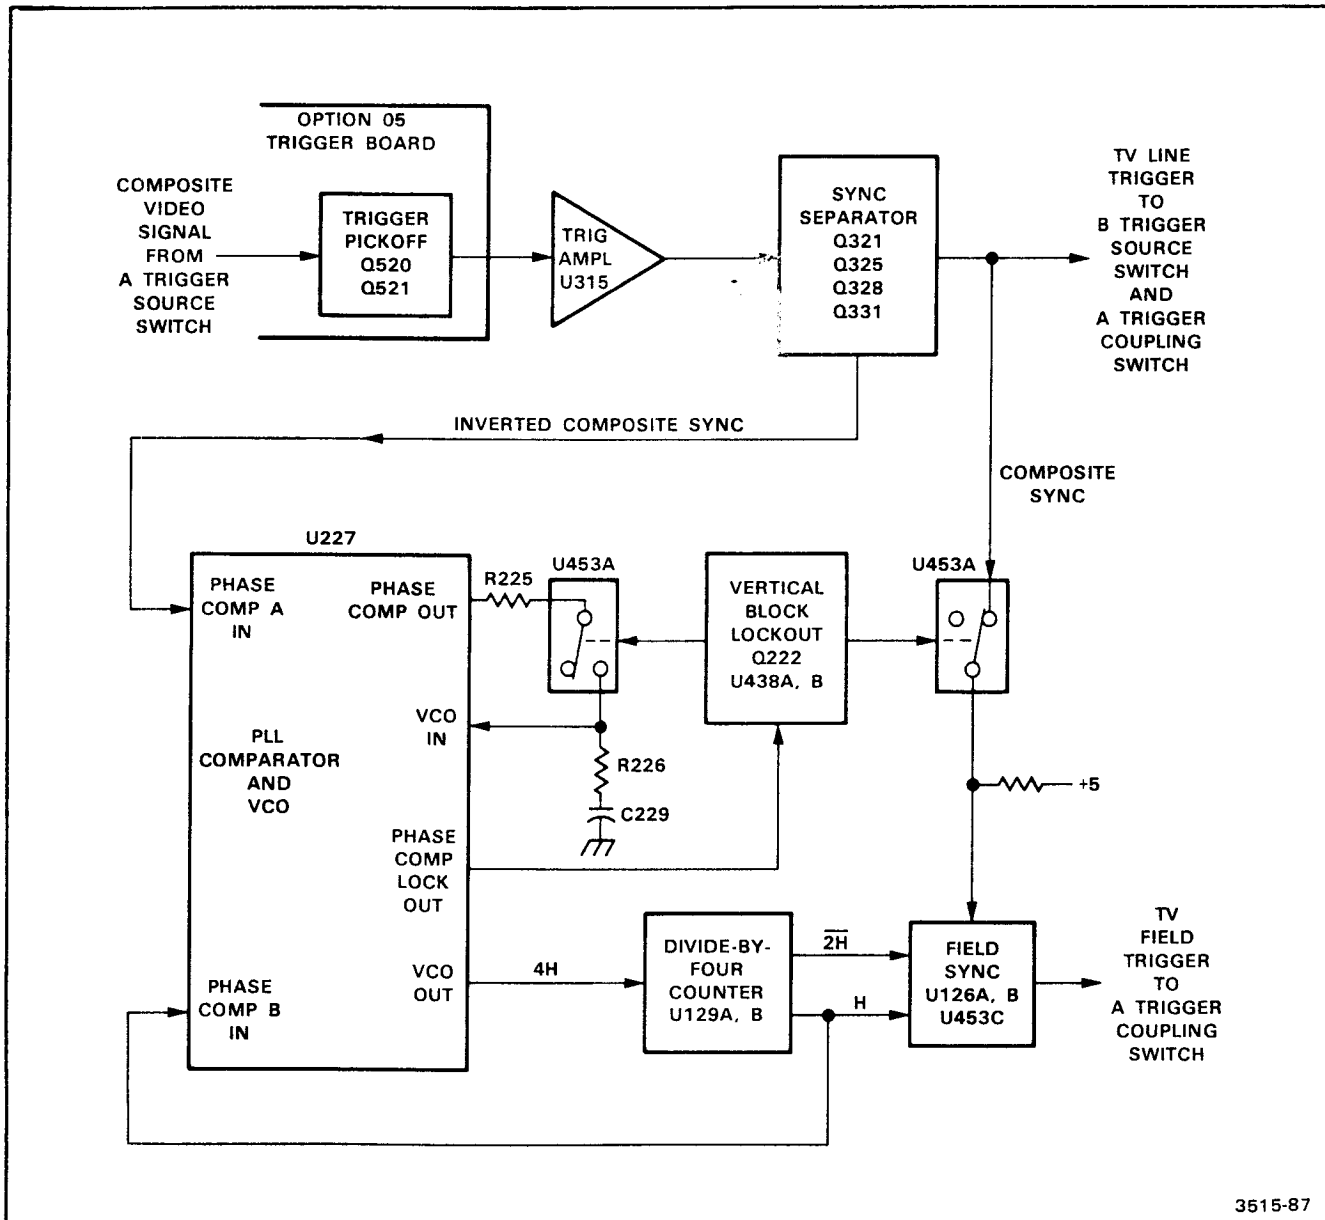 OPTION 05
TRIGGER BOARD
COMPOSITE
VIDEO
SIGNAL
FROM
A TRIGGER
SOURCE
SWITCH
TRIGGER
PICKOFF
Q520
Q521
TRIG
AMPL
U315
SYNC
SEPARATOR
Q321
Q325
Q328
Q331
TV LINE
TRIGGER
TO
B TRIGGER
SOURCE
SWITCH
AND
A TRIGGER
COUPLING
SWITCH
INVERTED COMPOSITE SYNC
COMPOSITE
SYNC
U227
PHASE
COMP A
IN
PHASE
COMP OUT
R225
U453A
VERTICAL
BLOCK
LOCKOUT
Q222
U438A, B
U453A
VCO
IN
PLL
COMPARATOR
AND
VCO
R226
C229
+5
PHASE
COMP
LOCK
OUT
VCO
OUT
PHASE
COMP B
IN
4H
DIVIDE-BY-
FOUR
COUNTER
U129A, B
2H
H
FIELD
SYNC
U126A, B
U453C
TV
FIELD
TRIGGER
TO
A TRIGGER
COUPLING
SWITCH
3515-87